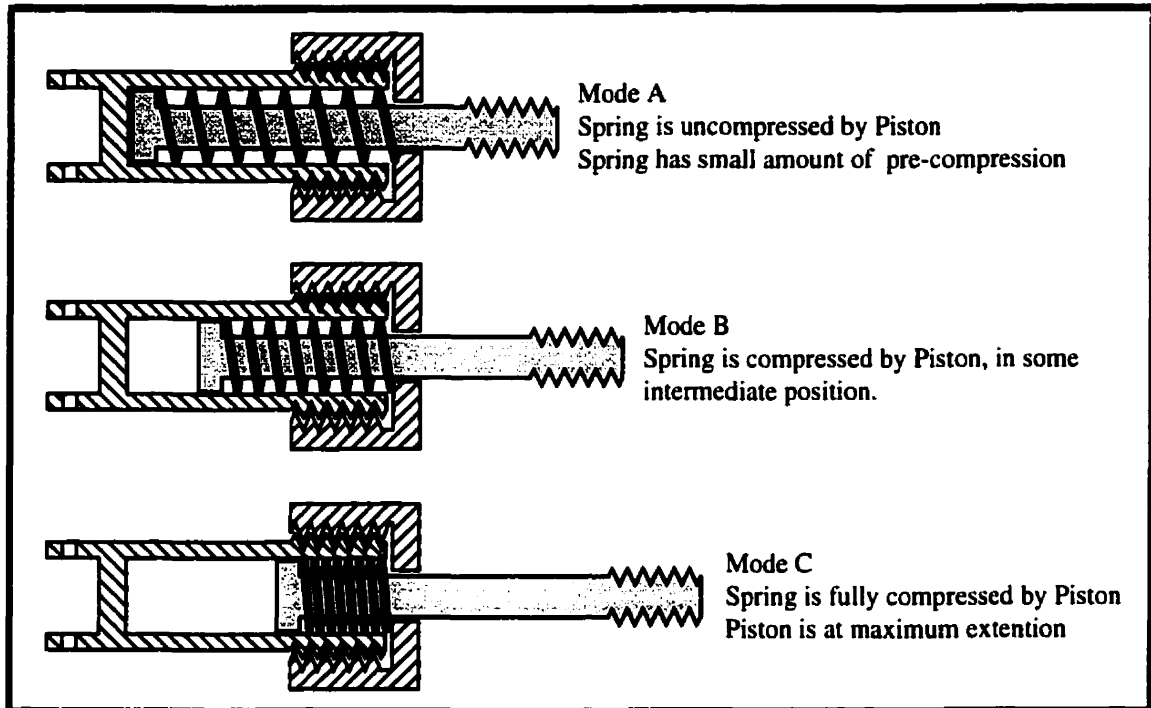 Mode A
Spring is uncompressed by Piston
Spring has small amount of pre-compression
Mode B
Spring is compressed by Piston, in some
intermediate position.
Mode C
Spring is fully compressed by Piston
Piston is at maximum extention